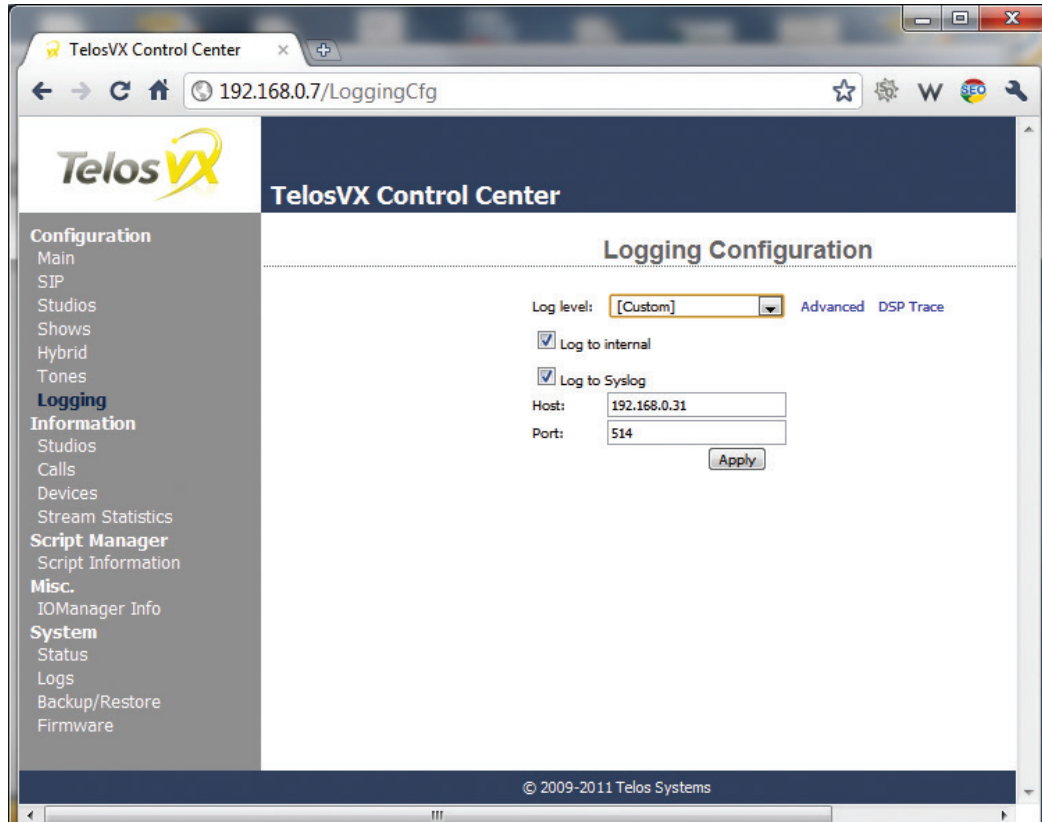 TelosVX Control Center
192.168.0.7/LoggingCfg
SEO
Telos VX
TelosVX Control Center
Configuration
Main
SIP
Studios
Shows
Hybrid
Tones
Logging
Information
Studios
Calls
Devices
Stream Statistics
Script Manager
Script Information
Misc.
IOManager Info
System
Status
Logs
Backup/Restore
Firmware
Logging Configuration
Log level: [Custom] Advanced DSP Trace
Log to internal
Log to Syslog
Host: 192.168.0.31
Port: 514
Apply
© 2009-2011 Telos Systems